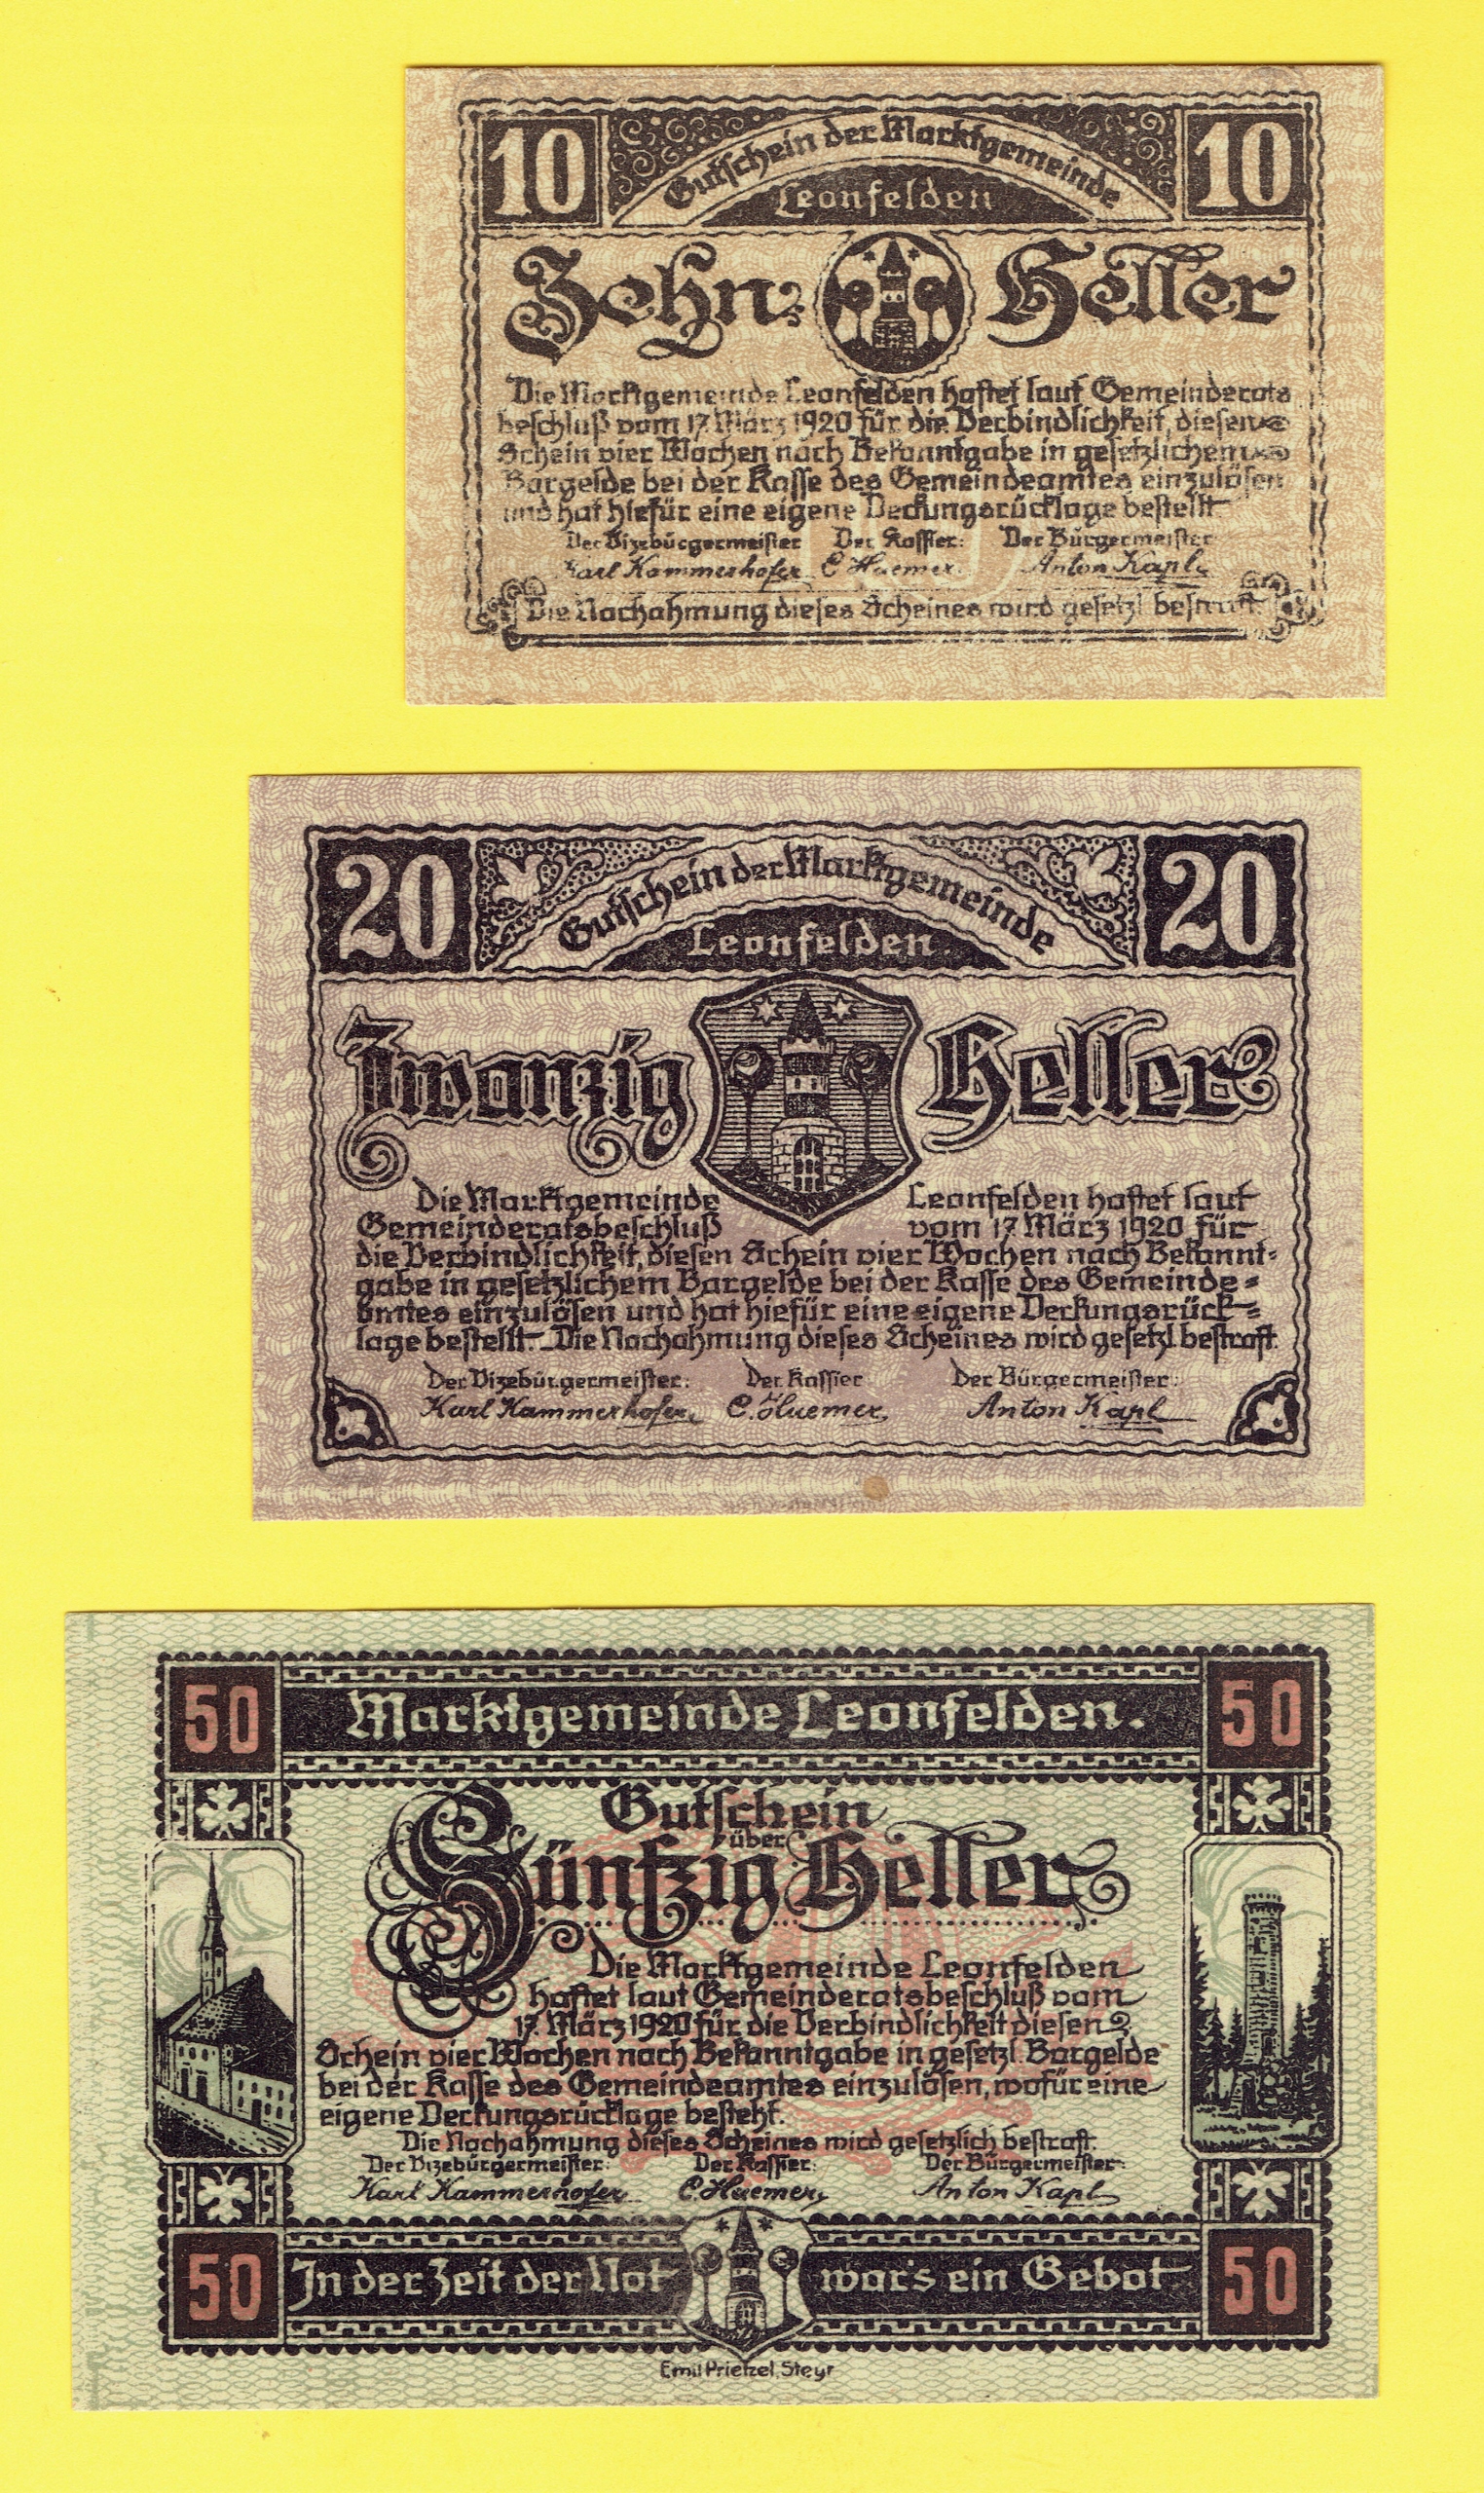 10 Gutschein der Marktgemeinde 10
Leonfelden
Zehn Heller
Die Marktgemeinde Leonfelden haftet laut Gemeinderats
beschluß vom 17. März 1920 für die Verbindlichkeit, diesen
Schein vier Wochen nach Bekanntgabe in gesetzlichem
Bargelde bei der Kasse des Gemeindeamtes einzulösen
und hat hiefür eine eigene Deckungsrücklage bestellt
Der Vizebürgermeister Der Kassier: Der Bürgermeister
Karl Kammerhofer C Huemer. Anton Kapl
Die Nachahmung dieses Scheines wird gesetzl bestraft.
20 Gutschein der Marktgemeinde 20
Leonfelden.
Zwanzig Heller
Die Marktgemeinde Leonfelden haftet laut
Gemeinderatsbeschluß vom 17. März 1920 für
die Verbindlichkeit, diesen Schein vier Wochen nach Bekannt=
gabe in gesetzlichem Bargelde bei der Kasse des Gemeinde=
amtes einzulösen und hat hiefür eine eigene Deckungsrück=
lage bestellt. Die Nachahmung dieses Scheines wird gesetzl. bestraft.
Der Vizebürgermeister: Der Kassier Der Bürgermeister:
Karl Kammerhofer C. Huemer Anton Kapl
50 Marktgemeinde Leonfelden. 50
Gutschein
über
Fünfzig Heller
Die Marktgemeinde Leonfelden
haftet laut Gemeinderatsbeschluß vom
17. März 1920 für die Verbindlichkeit diesen
Schein vier Wochen nach Bekanntgabe in gesetzl. Bargelde
bei der Kasse des Gemeindeamtes einzulösen, wofür eine
eigene Deckungsrücklage besteht.
Die Nachahmung dieses Scheines wird gesetzlich bestraft.
Der Vizebürgermeister: Der Kassier: Der Bürgermeister:
Karl Kammerhofer C. Huemer, Anton Kapl
50 In der Zeit der Not war's ein Gebot 50
Emil Prietzel, Steyr